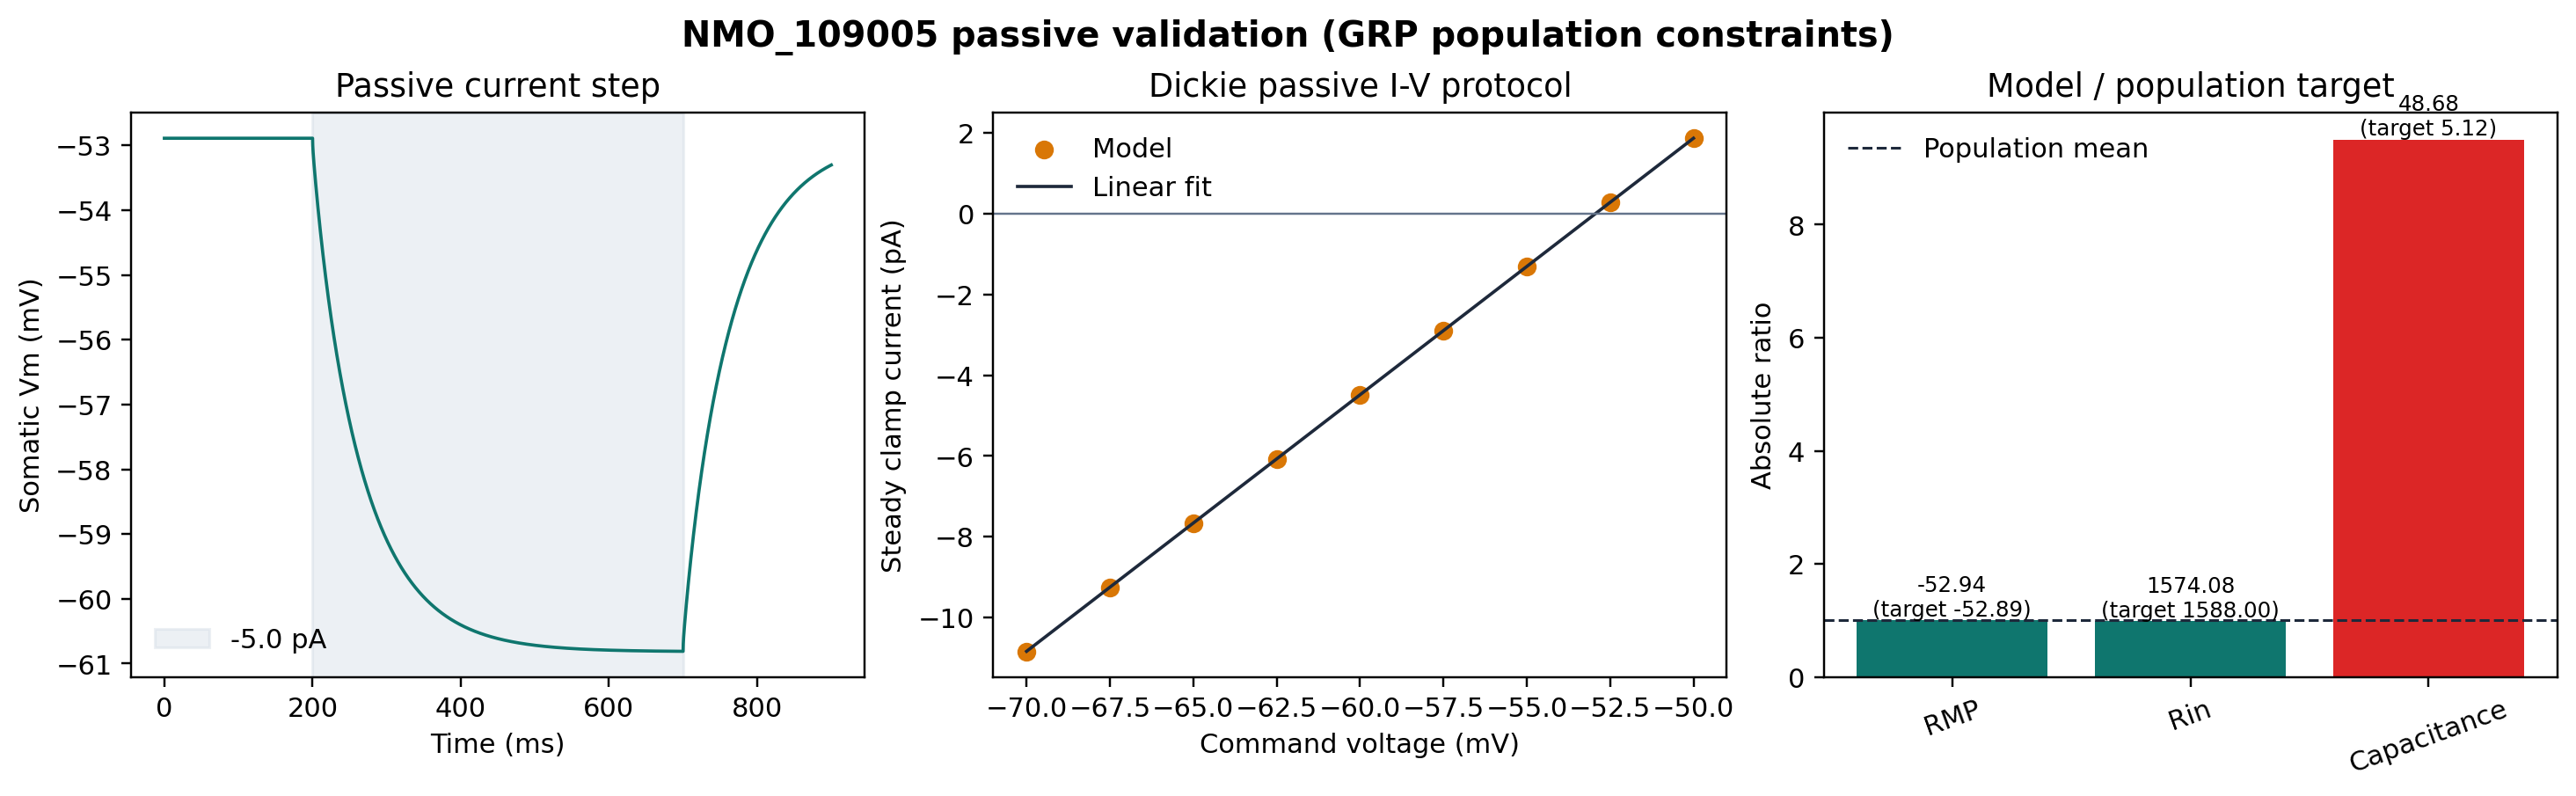 NMO_109005 passive validation (GRP population constraints)
Passive current step
Somatic Vm (mV)
−53
−54
−55
−56
−57
−58
−59
−60
−61
-5.0 pA
0
200
400
600
800
Time (ms)
Dickie passive I-V protocol
Steady clamp current (pA)
2
0
−2
−4
−6
−8
−10
Model
Linear fit
−70.0
−67.5
−65.0
−62.5
−60.0
−57.5
−55.0
−52.5
−50.0
Command voltage (mV)
Model / population target
Absolute ratio
8
6
4
2
0
Population mean
-52.94
(target -52.89)
1574.08
(target 1588.00)
48.68
(target 5.12)
RMP
Rin
Capacitance